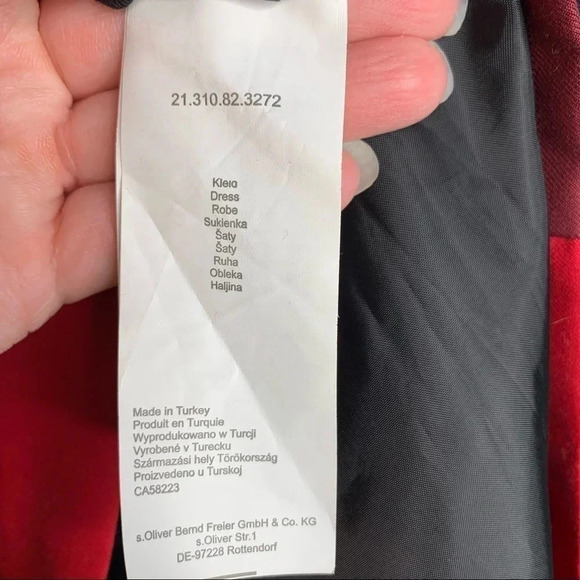 21.310.82.3272
Kleid
Dress
Robe
Sukienka
Šaty
Šaty
Ruha
Obleka
Haljina
Made in Turkey
Produit en Turquie
Wyprodukowano w Turcji
Vyrobené v Turecku
Származási hely Törökország
Proizvedeno u Turskoj
CA58223
s.Oliver Bernd Freier GmbH & Co. KG
s.Oliver Str.1
DE-97228 Rottendorf